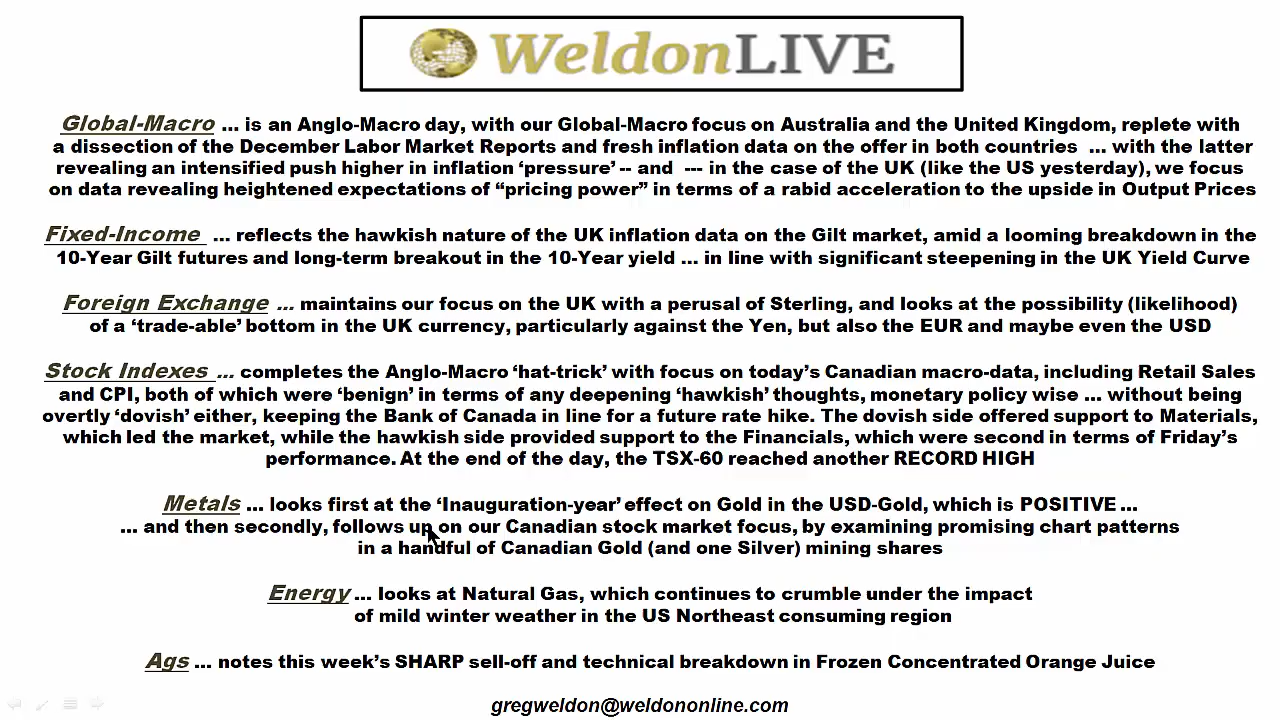 WeldonLIVE
Global-Macro ... is an Anglo-Macro day, with our Global-Macro focus on Australia and the United Kingdom, replete with
a dissection of the December Labor Market Reports and fresh inflation data on the offer in both countries ... with the latter
revealing an intensified push higher in inflation ‘pressure’ -- and --- in the case of the UK (like the US yesterday), we focus
on data revealing heightened expectations of “pricing power” in terms of a rabid acceleration to the upside in Output Prices
Fixed-Income ... reflects the hawkish nature of the UK inflation data on the Gilt market, amid a looming breakdown in the
10-Year Gilt futures and long-term breakout in the 10-Year yield ... in line with significant steepening in the UK Yield Curve
Foreign Exchange ... maintains our focus on the UK with a perusal of Sterling, and looks at the possibility (likelihood)
of a ‘trade-able’ bottom in the UK currency, particularly against the Yen, but also the EUR and maybe even the USD
Stock Indexes ... completes the Anglo-Macro ‘hat-trick’ with focus on today’s Canadian macro-data, including Retail Sales
and CPI, both of which were ‘benign’ in terms of any deepening ‘hawkish’ thoughts, monetary policy wise ... without being
overtly ‘dovish’ either, keeping the Bank of Canada in line for a future rate hike. The dovish side offered support to Materials,
which led the market, while the hawkish side provided support to the Financials, which were second in terms of Friday’s
performance. At the end of the day, the TSX-60 reached another RECORD HIGH
Metals ... looks first at the ‘Inauguration-year’ effect on Gold in the USD-Gold, which is POSITIVE ...
... and then secondly, follows up on our Canadian stock market focus, by examining promising chart patterns
in a handful of Canadian Gold (and one Silver) mining shares
Energy ... looks at Natural Gas, which continues to crumble under the impact
of mild winter weather in the US Northeast consuming region
Ags ... notes this week’s SHARP sell-off and technical breakdown in Frozen Concentrated Orange Juice
gregweldon@weldononline.com